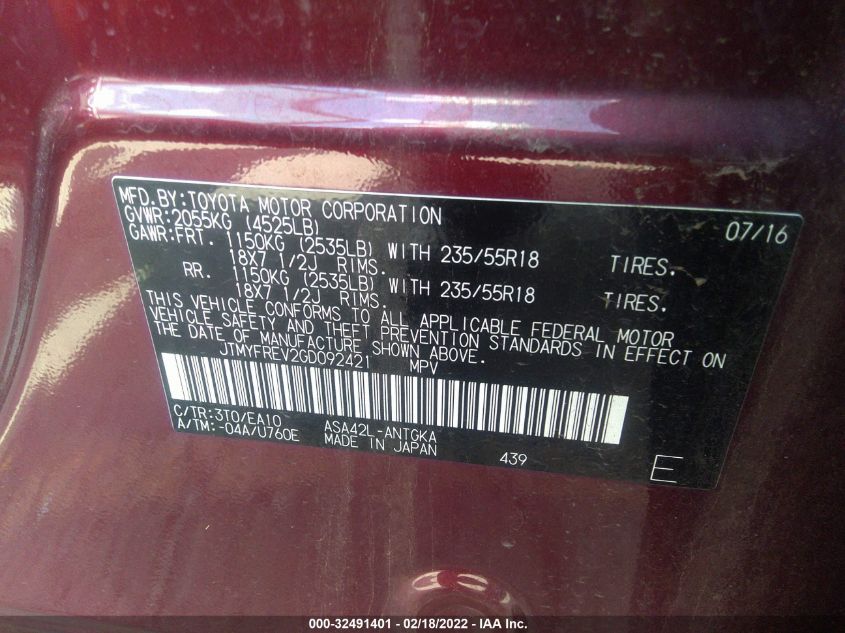 MFD.BY:TOYOTA MOTOR CORPORATION 07/16
GVWR:2055KG (4525LB)
GAWR:FRT. 1150KG (2535LB) WITH 235/55R18 TIRES.
18X7 1/2J RIMS.
RR. 1150KG (2535LB) WITH 235/55R18 TIRES.
18X7 1/2J RIMS.
THIS VEHICLE CONFORMS TO ALL APPLICABLE FEDERAL MOTOR
VEHICLE SAFETY AND THEFT PREVENTION STANDARDS IN EFFECT ON
THE DATE OF MANUFACTURE SHOWN ABOVE.
JTMYFREV2GD092421 MPV
C/TR:3T0/EA10 ASA42L-ANTGKA
A/TM:-04A/U760E MADE IN JAPAN 439 E
000-32491401 - 02/18/2022 - IAA Inc.